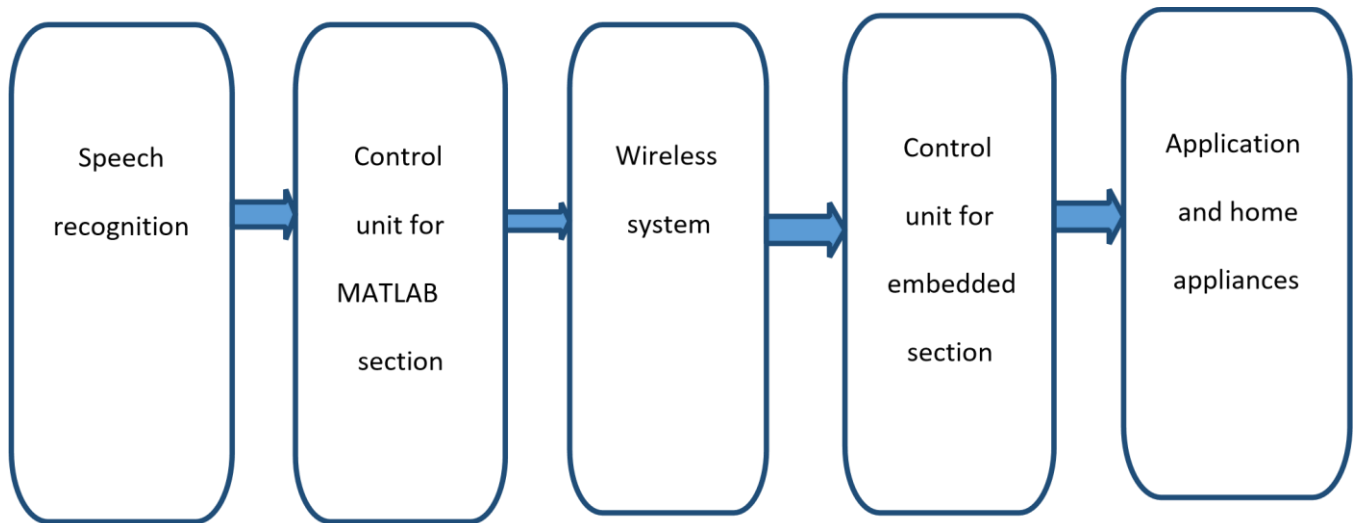 Speech
recognition
Control
unit for
MATLAB
section
Wireless
system
Control
unit for
embedded
section
Application
and home
appliances